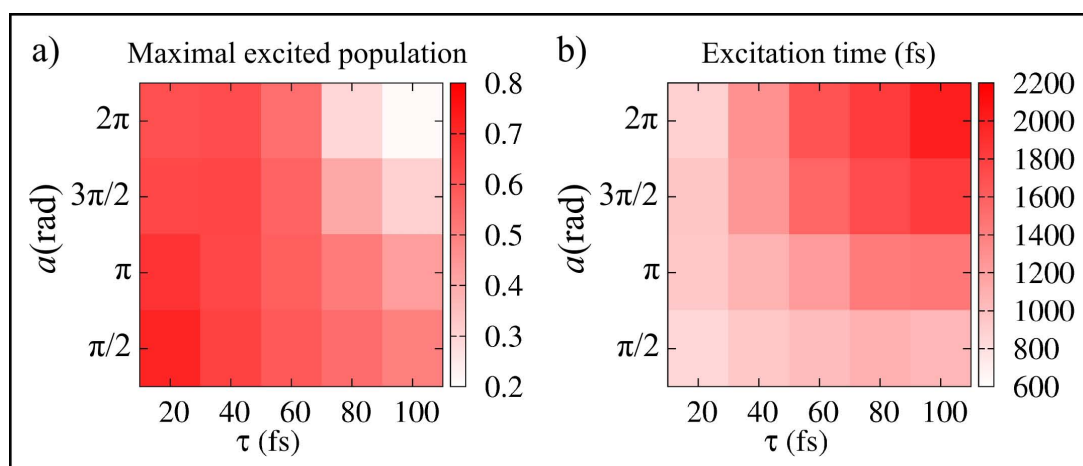 a) Maximal excited population
2π
3π/2
π
π/2
a(rad)
20 40 60 80 100
τ (fs)
0.8
0.7
0.6
0.5
0.4
0.3
0.2
b) Excitation time (fs)
2π
3π/2
π
π/2
a(rad)
20 40 60 80 100
τ (fs)
2200
2000
1800
1600
1400
1200
1000
800
600